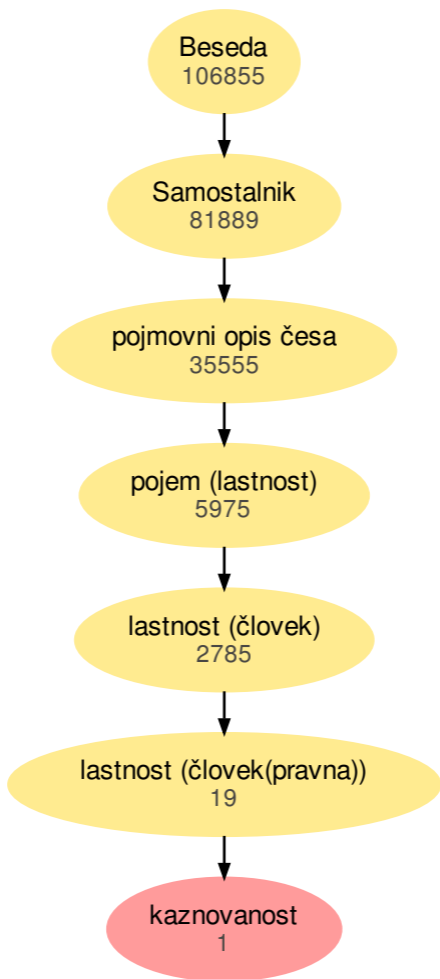 Beseda
106855
Samostalnik
81889
pojmovni opis česa
35555
pojem (lastnost)
5975
lastnost (človek)
2785
lastnost (človek(pravna))
19
kaznovanost
1